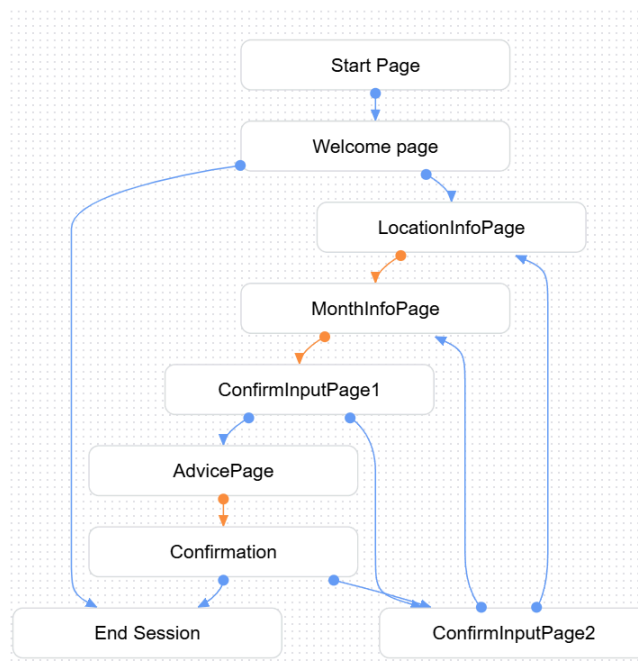 Start Page
Welcome page
LocationInfoPage
MonthInfoPage
ConfirmInputPage1
AdvicePage
Confirmation
End Session
ConfirmInputPage2